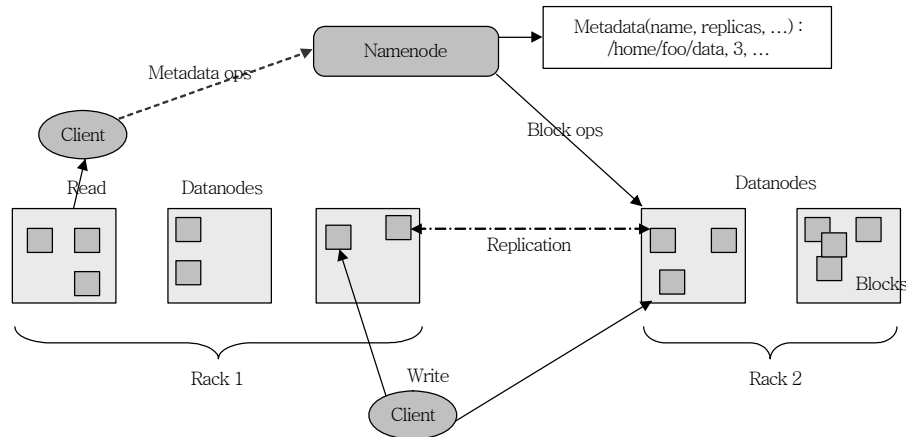 Metadata(name, replicas, …) :
/home/foo/data, 3, …
Namenode
Metadata ops
Client
Block ops
Read
Datanodes
Datanodes
Replication
Blocks
Rack 1
Write
Rack 2
Client